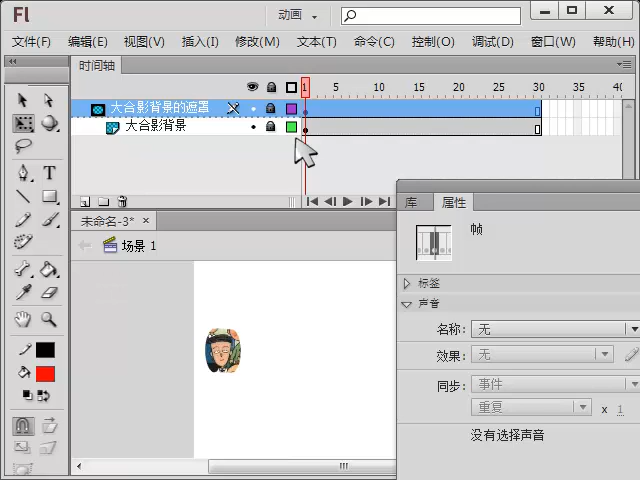 Fl 动画
文件(F) 编辑(E) 视图(V) 插入(I) 修改(M) 文本(T) 命令(C) 控制(O) 调试(D) 窗口(W) 帮助(H)
时间轴
1 5 10 15 20 25 30 35 40
大合影背景的遮罩
大合影背景
未命名-3* ×
场景 1
库 属性
帧
标签
声音
名称: 无
效果: 无
同步: 事件
重复 x 1
没有选择声音